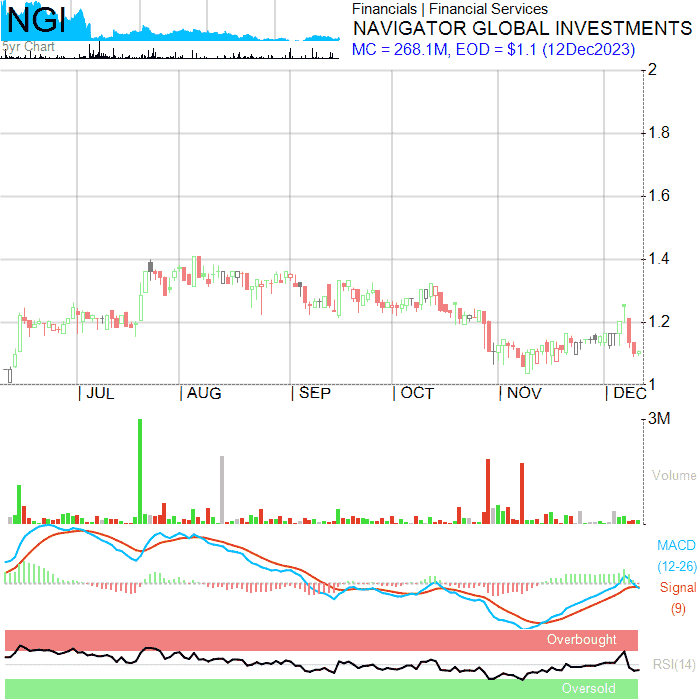 NGI
5yr Chart
Financials | Financial Services
NAVIGATOR GLOBAL INVESTMENTS
MC = 268.1M, EOD = $1.1 (12Dec2023)
2
1.8
1.6
1.4
1.2
1
| JUL | AUG | SEP | OCT | NOV | DEC
3M
Volume
MACD
(12-26)
Signal
(9)
Overbought
RSI(14)
Oversold